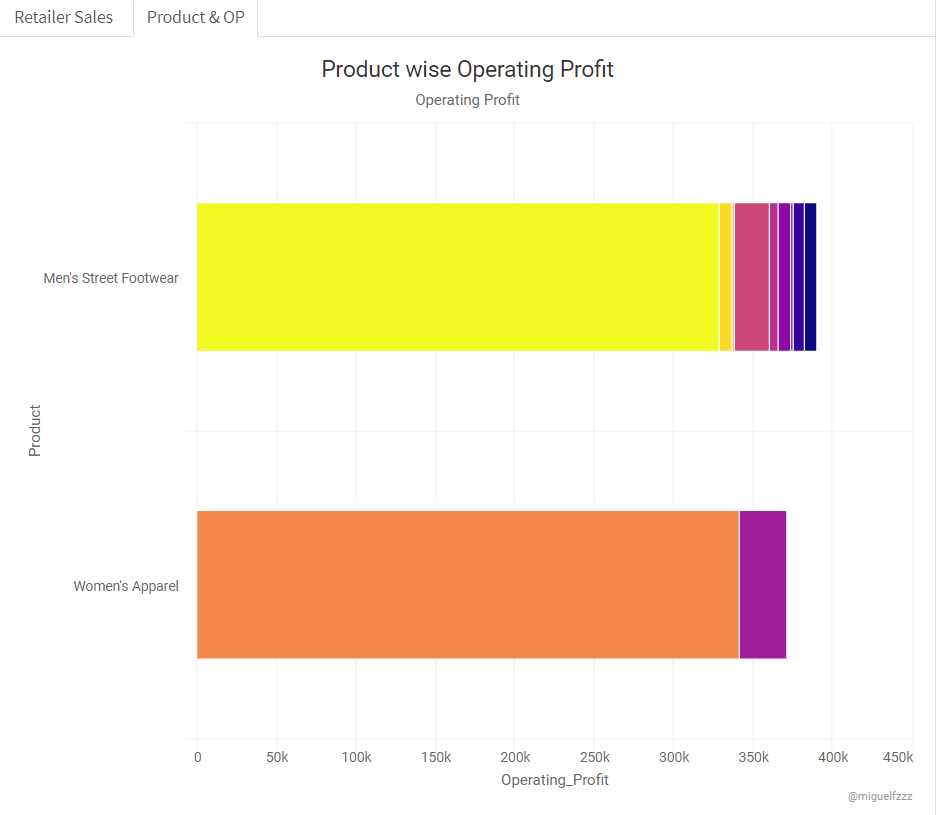 Retailer Sales
Product & OP
Product wise Operating Profit
Operating Profit
Men's Street Footwear
Product
Women's Apparel
0 50k 100k 150k 200k 250k 300k 350k 400k 450k
Operating_Profit
@miguelfzzz